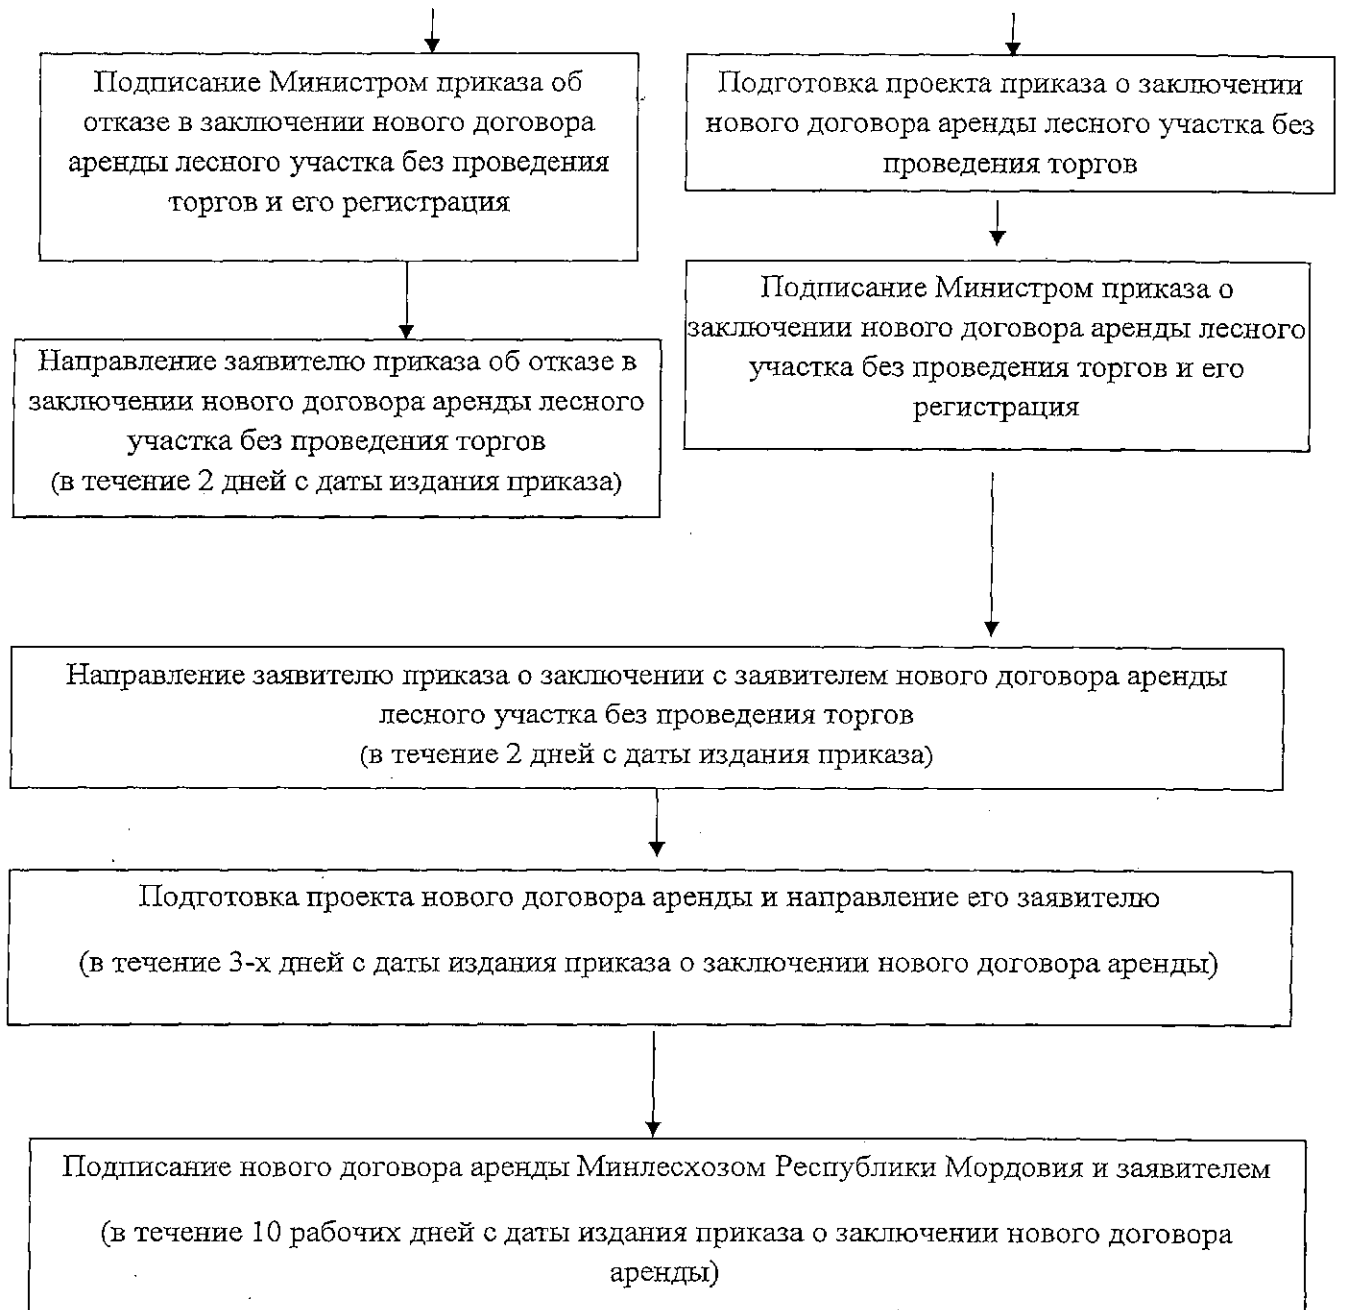 Подписание Министром приказа об
отказе в заключении нового договора
аренды лесного участка без проведения
торгов и его регистрация
Направление заявителю приказа об отказе в
заключении нового договора аренды лесного
участка без проведения торгов
(в течение 2 дней с даты издания приказа)
Подготовка проекта приказа о заключении
нового договора аренды лесного участка без
проведения торгов
Подписание Министром приказа о
заключении нового договора аренды лесного
участка без проведения торгов и его
регистрация
Направление заявителю приказа о заключении с заявителем нового договора аренды
лесного участка без проведения торгов
(в течение 2 дней с даты издания приказа)
Подготовка проекта нового договора аренды и направление его заявителю
(в течение 3-х дней с даты издания приказа о заключении нового договора аренды)
Подписание нового договора аренды Минлесхозом Республики Мордовия и заявителем
(в течение 10 рабочих дней с даты издания приказа о заключении нового договора
аренды)